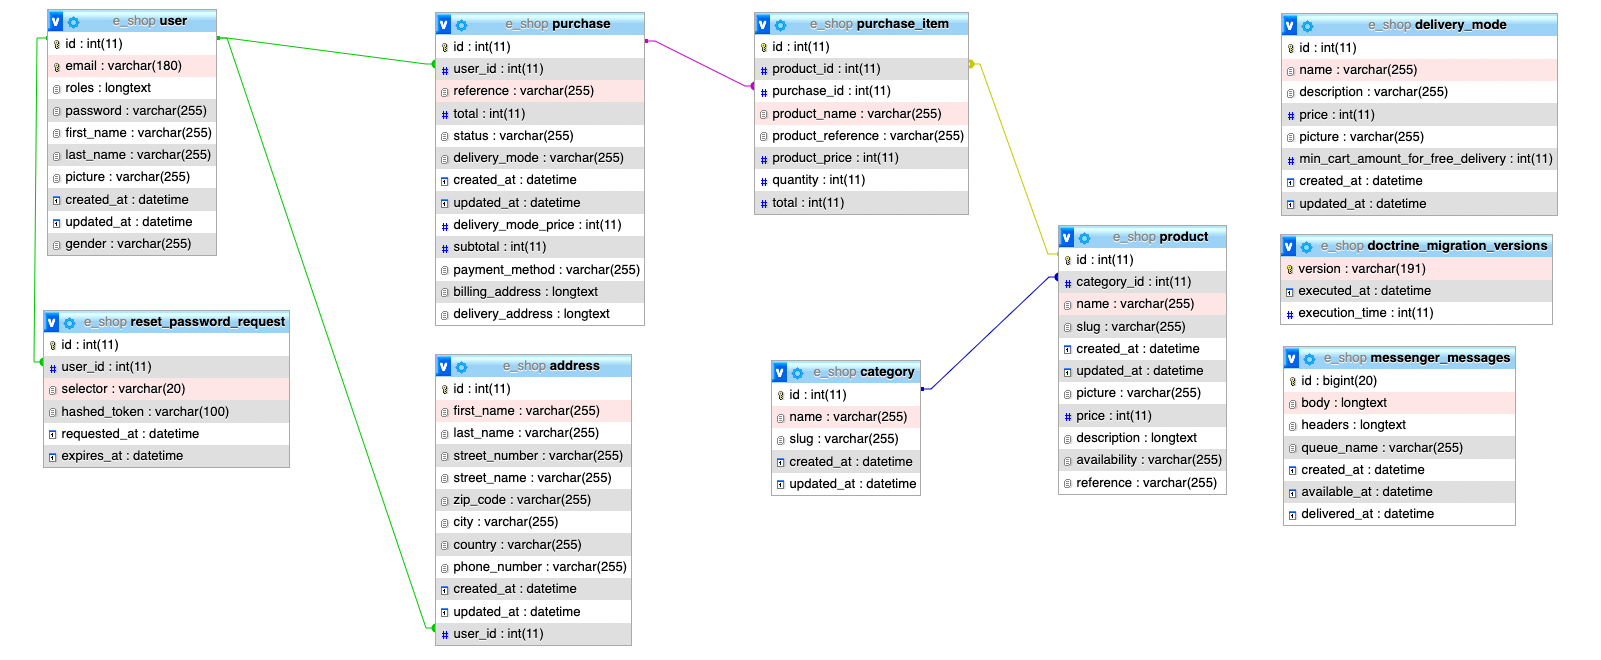 v e_shop user
id : int(11)
email : varchar(180)
roles : longtext
password : varchar(255)
first_name : varchar(255)
last_name : varchar(255)
picture : varchar(255)
created_at : datetime
updated_at : datetime
gender : varchar(255)
v e_shop reset_password_request
id : int(11)
# user_id : int(11)
selector : varchar(20)
hashed_token : varchar(100)
requested_at : datetime
expires_at : datetime
v e_shop purchase
id : int(11)
# user_id : int(11)
reference : varchar(255)
# total : int(11)
status : varchar(255)
delivery_mode : varchar(255)
created_at : datetime
updated_at : datetime
# delivery_mode_price : int(11)
# subtotal : int(11)
payment_method : varchar(255)
billing_address : longtext
delivery_address : longtext
v e_shop address
id : int(11)
first_name : varchar(255)
last_name : varchar(255)
street_number : varchar(255)
street_name : varchar(255)
zip_code : varchar(255)
city : varchar(255)
country : varchar(255)
phone_number : varchar(255)
created_at : datetime
updated_at : datetime
# user_id : int(11)
v e_shop purchase_item
id : int(11)
# product_id : int(11)
# purchase_id : int(11)
product_name : varchar(255)
product_reference : varchar(255)
# product_price : int(11)
# quantity : int(11)
# total : int(11)
v e_shop category
id : int(11)
name : varchar(255)
slug : varchar(255)
created_at : datetime
updated_at : datetime
v e_shop product
id : int(11)
# category_id : int(11)
name : varchar(255)
slug : varchar(255)
created_at : datetime
updated_at : datetime
picture : varchar(255)
# price : int(11)
description : longtext
availability : varchar(255)
reference : varchar(255)
v e_shop delivery_mode
id : int(11)
name : varchar(255)
description : varchar(255)
# price : int(11)
picture : varchar(255)
# min_cart_amount_for_free_delivery : int(11)
created_at : datetime
updated_at : datetime
v e_shop doctrine_migration_versions
version : varchar(191)
executed_at : datetime
# execution_time : int(11)
v e_shop messenger_messages
id : bigint(20)
body : longtext
headers : longtext
queue_name : varchar(255)
created_at : datetime
available_at : datetime
delivered_at : datetime